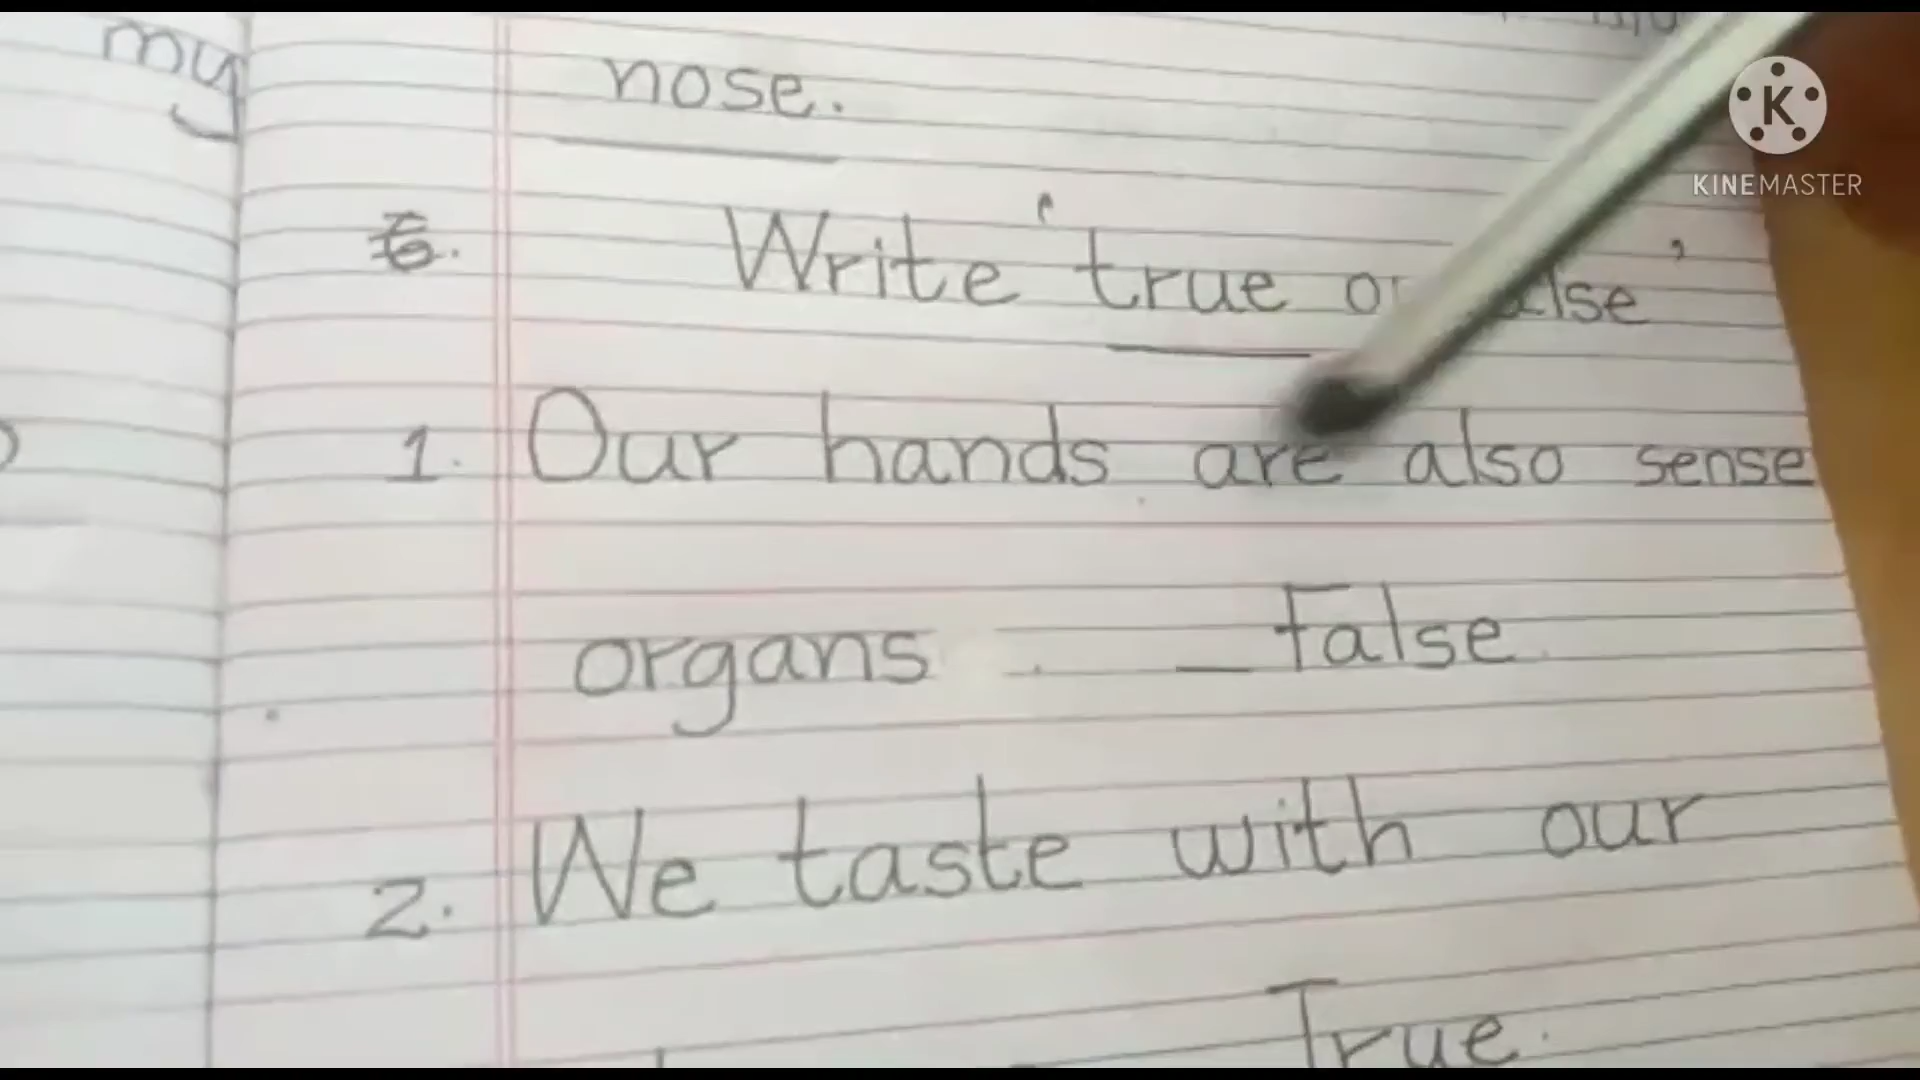 my
nose.
6. Write 'true or false'
1. Our hands are also sense
organs. _ False
2. We taste with our
True.
KINEMASTER